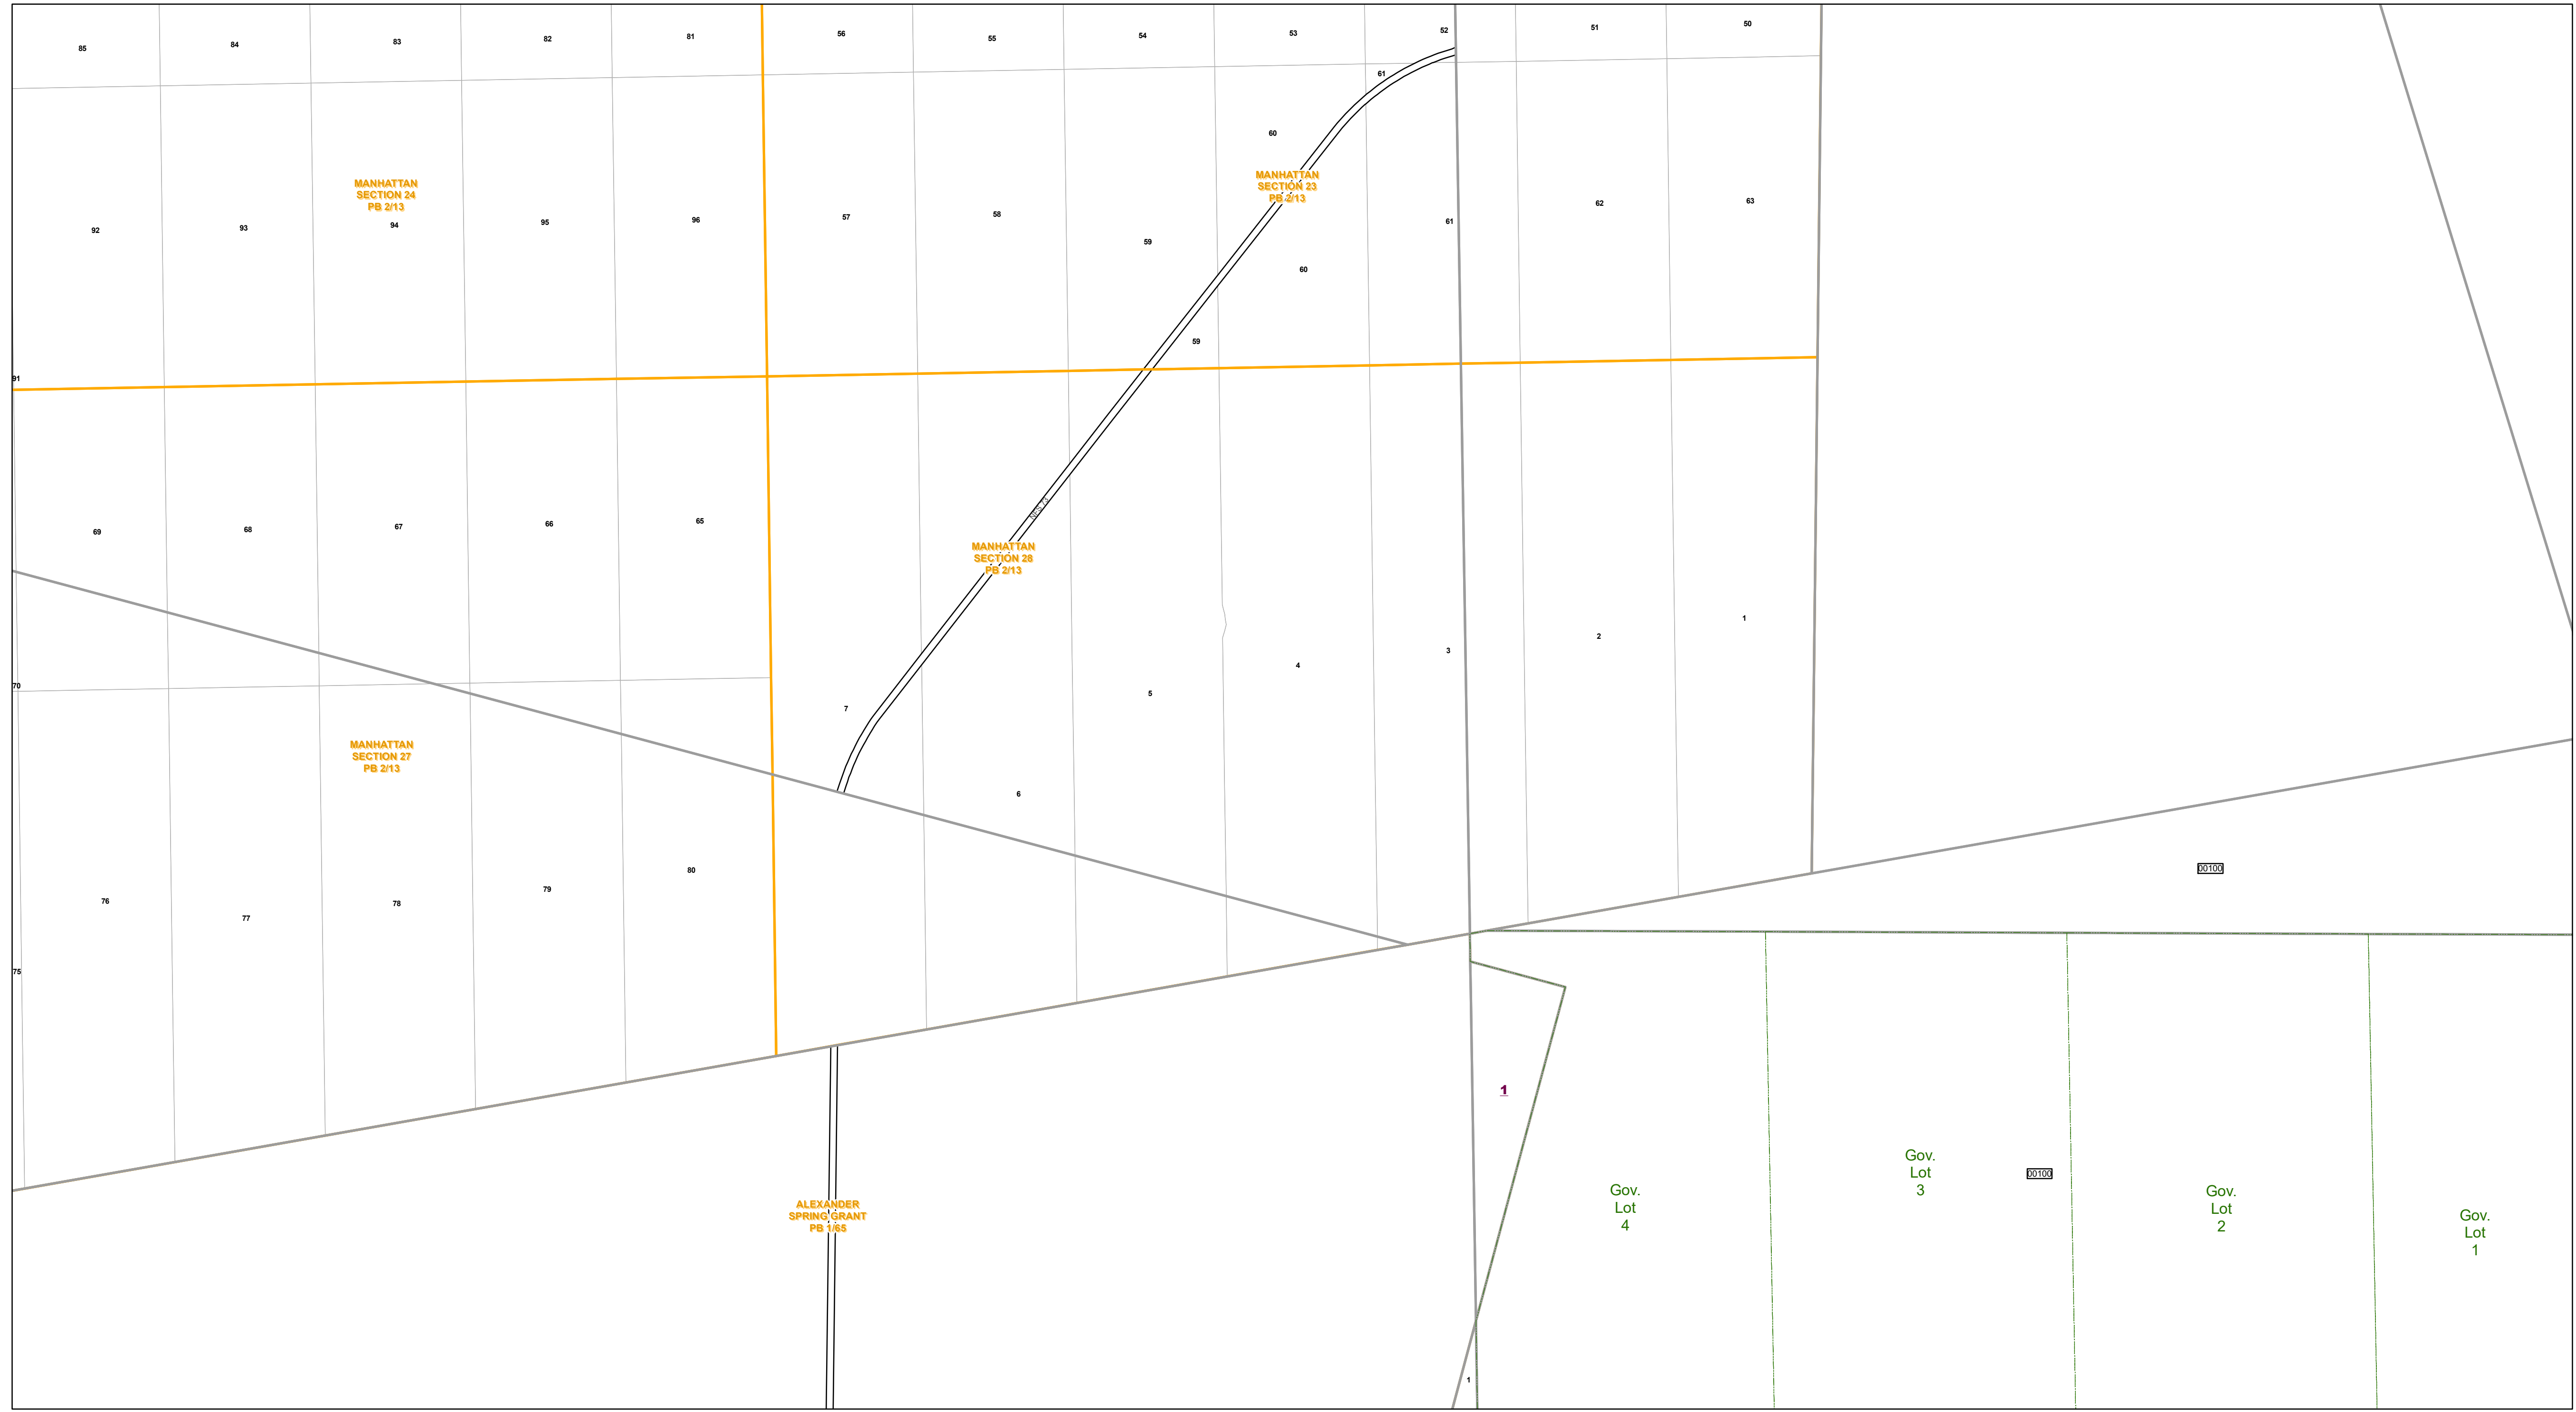 85
84
83
82
81
56
55
54
53
52
51
50
61
60
MANHATTAN
SECTION 24
PB 2/13
MANHATTAN
SECTION 23
PB 2/13
92
93
94
95
96
57
58
59
60
61
62
63
59
91
69
68
67
66
65
NFS 73
MANHATTAN
SECTION 28
PB 2/13
70
7
5
4
3
2
1
MANHATTAN
SECTION 27
PB 2/13
6
76
77
78
79
80
00100
75
1
ALEXANDER
SPRING GRANT
PB 1/65
Gov.
Lot
4
Gov.
Lot
3
00100
Gov.
Lot
2
Gov.
Lot
1
1